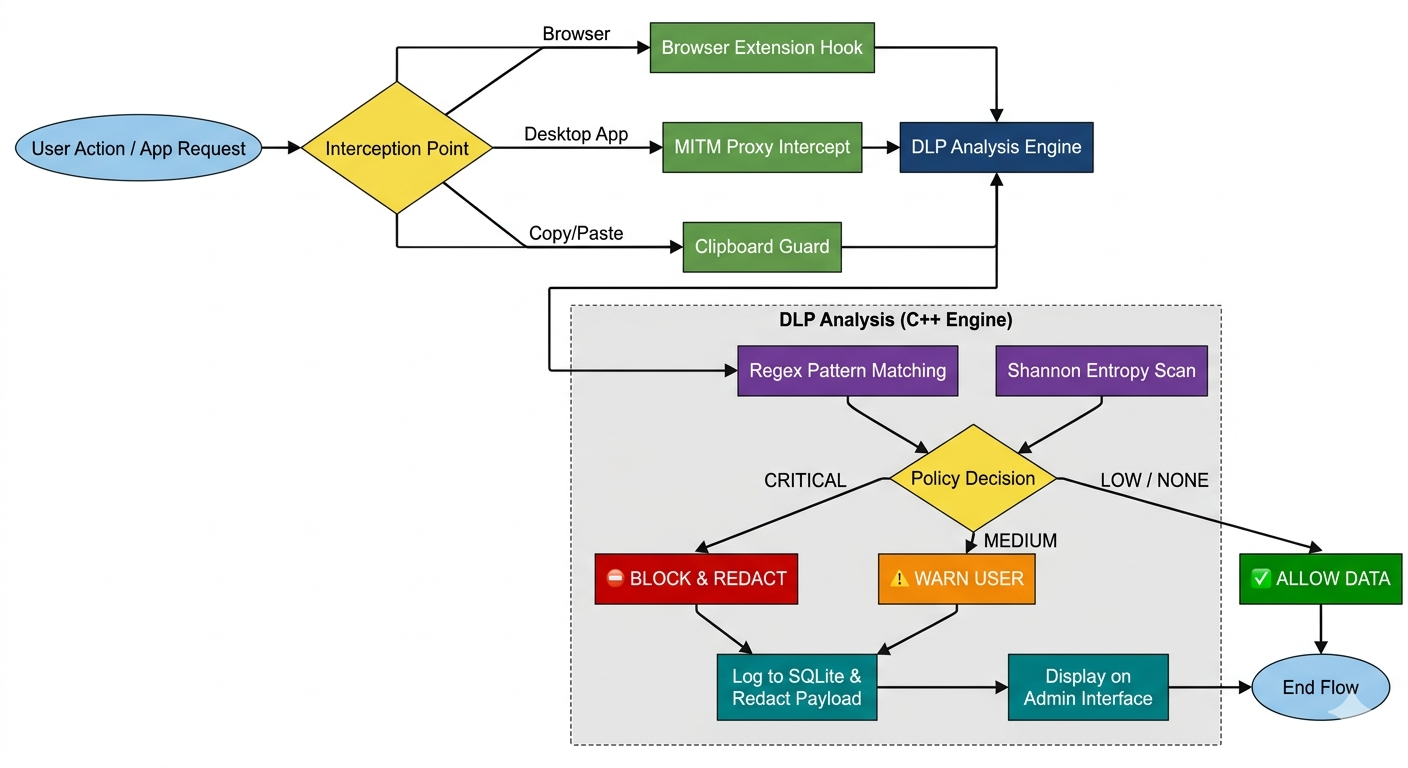 Browser
Browser Extension Hook
User Action / App Request
Interception Point
Desktop App
MITM Proxy Intercept
DLP Analysis Engine
Copy/Paste
Clipboard Guard
DLP Analysis (C++ Engine)
Regex Pattern Matching
Shannon Entropy Scan
CRITICAL
Policy Decision
LOW / NONE
MEDIUM
⛔ BLOCK & REDACT
⚠️ WARN USER
✅ ALLOW DATA
Log to SQLite &
Redact Payload
Display on
Admin Interface
End Flow